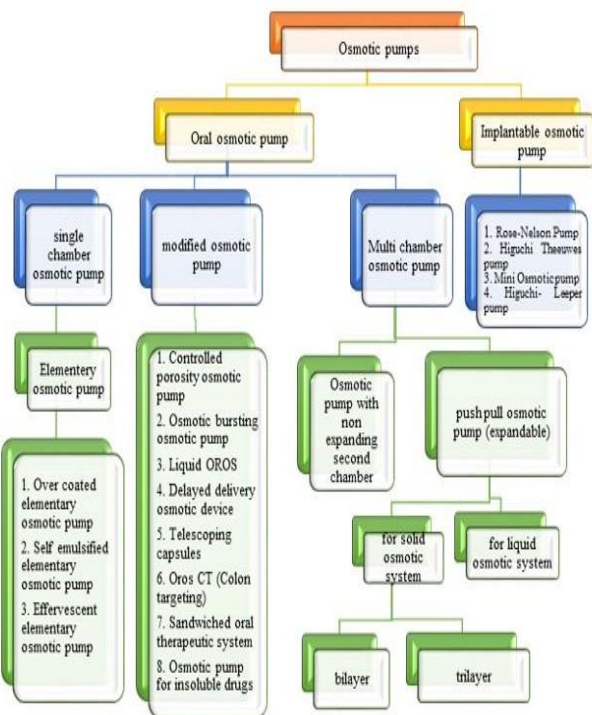 Osmotic pumps
Oral osmotic pump
Implantable osmotic
pump
single chamber
osmotic pump
modified osmotic
pump
Multi chamber
osmotic pump
1. Rose-Nelson Pump
2. Higuchi Theeuwes
pump
3. Mini Osmotic pump
4. Higuchi- Leeper
pump
Elementery
osmotic pump
1. Over coated
elementary
osmotic pump
2. Self emulsified
elementary
osmotic pump
3. Effervescent
elementary
osmotic pump
1. Controlled
porosity osmotic
pump
2. Osmotic bursting
osmotic pump
3. Liquid OROS
4. Delayed delivery
osmotic device
5. Telescoping
capsules
6. Oros CT (Colon
targeting)
7. Sandwiched oral
therapeutic system
8. Osmotic pump
for insoluble drugs
Osmotic
pump with
non
expanding
second
chamber
push pull osmotic
pump (expandable)
for solid
osmotic
system
for liquid
osmotic system
bilayer
trilayer